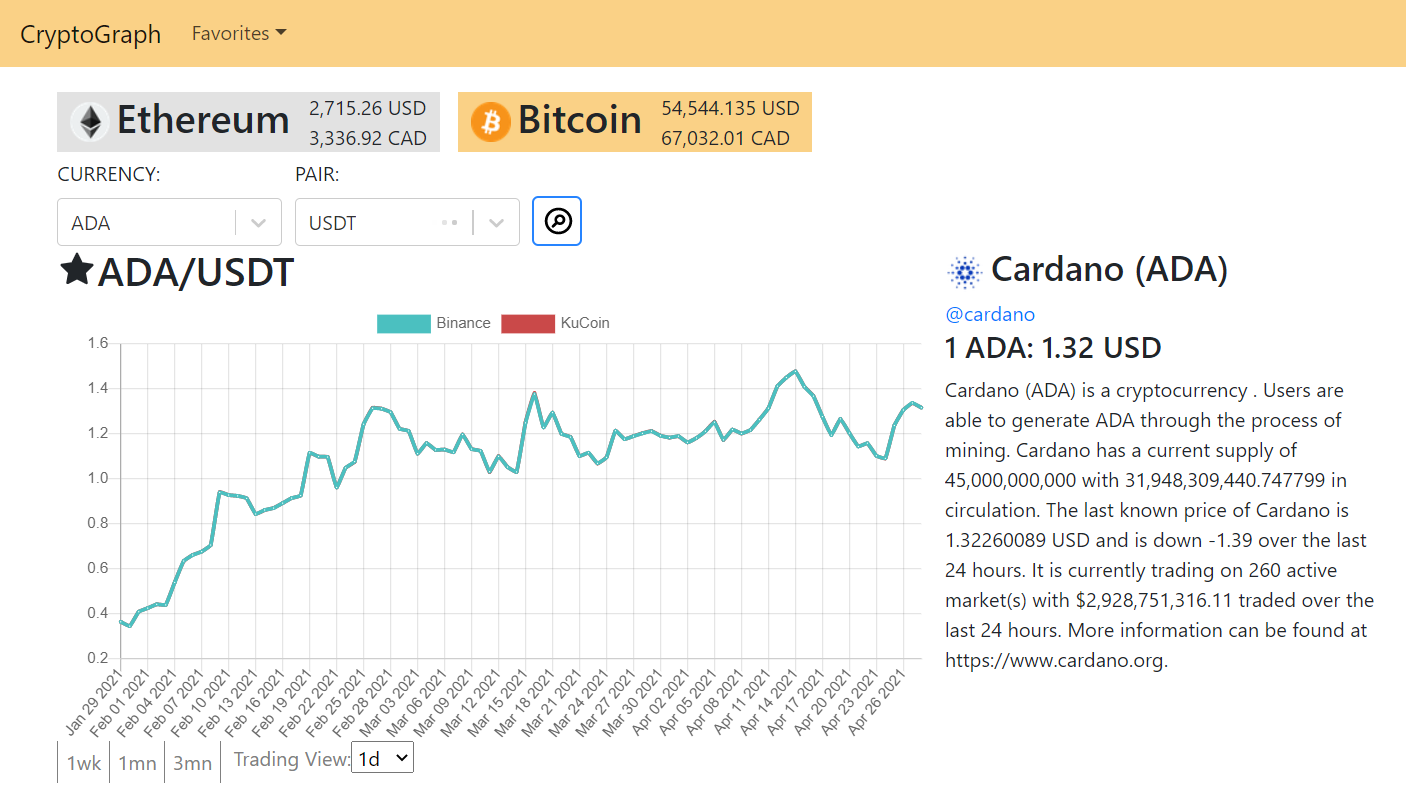 CryptoGraph Favorites
Ethereum 2,715.26 USD
3,336.92 CAD
Bitcoin 54,544.135 USD
67,032.01 CAD
CURRENCY: PAIR:
ADA USDT
ADA/USDT
Binance KuCoin
1.6
1.4
1.2
1.0
0.8
0.6
0.4
0.2
Jan 29 2021
Feb 01 2021
Feb 04 2021
Feb 07 2021
Feb 10 2021
Feb 13 2021
Feb 16 2021
Feb 19 2021
Feb 22 2021
Feb 25 2021
Feb 28 2021
Mar 03 2021
Mar 06 2021
Mar 09 2021
Mar 12 2021
Mar 15 2021
Mar 18 2021
Mar 21 2021
Mar 24 2021
Mar 27 2021
Mar 30 2021
Apr 02 2021
Apr 05 2021
Apr 08 2021
Apr 11 2021
Apr 14 2021
Apr 17 2021
Apr 20 2021
Apr 23 2021
Apr 26 2021
1wk 1mn 3mn Trading View: 1d
Cardano (ADA)
@cardano
1 ADA: 1.32 USD
Cardano (ADA) is a cryptocurrency . Users are
able to generate ADA through the process of
mining. Cardano has a current supply of
45,000,000,000 with 31,948,309,440.747799 in
circulation. The last known price of Cardano is
1.32260089 USD and is down -1.39 over the last
24 hours. It is currently trading on 260 active
market(s) with $2,928,751,316.11 traded over the
last 24 hours. More information can be found at
https://www.cardano.org.